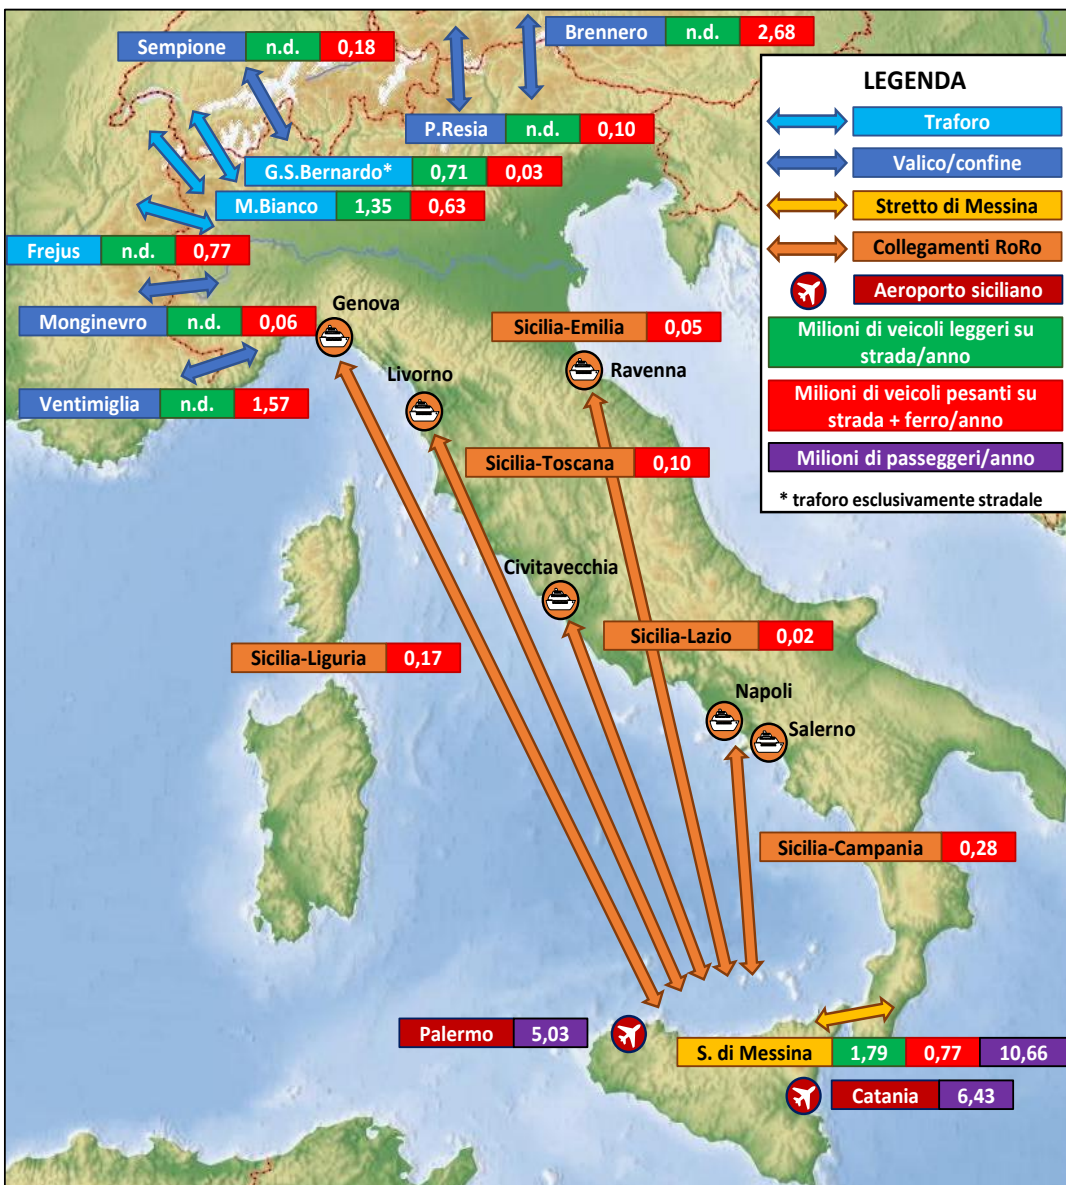 Brennero n.d. 2,68
Sempione n.d. 0,18
P.Resia n.d. 0,10
G.S.Bernardo* 0,71 0,03
M.Bianco 1,35 0,63
Frejus n.d. 0,77
Monginevro n.d. 0,06
Ventimiglia n.d. 1,57
LEGENDA
Traforo
Valico/confine
Stretto di Messina
Collegamenti RoRo
Aeroporto siciliano
Milioni di veicoli leggeri su
strada/anno
Milioni di veicoli pesanti su
strada + ferro/anno
Milioni di passeggeri/anno
* traforo esclusivamente stradale
Genova
Sicilia-Emilia 0,05
Livorno
Ravenna
Sicilia-Toscana 0,10
Civitavecchia
Sicilia-Lazio 0,02
Sicilia-Liguria 0,17
Napoli
Salerno
Sicilia-Campania 0,28
Palermo 5,03
S. di Messina 1,79 0,77 10,66
Catania 6,43